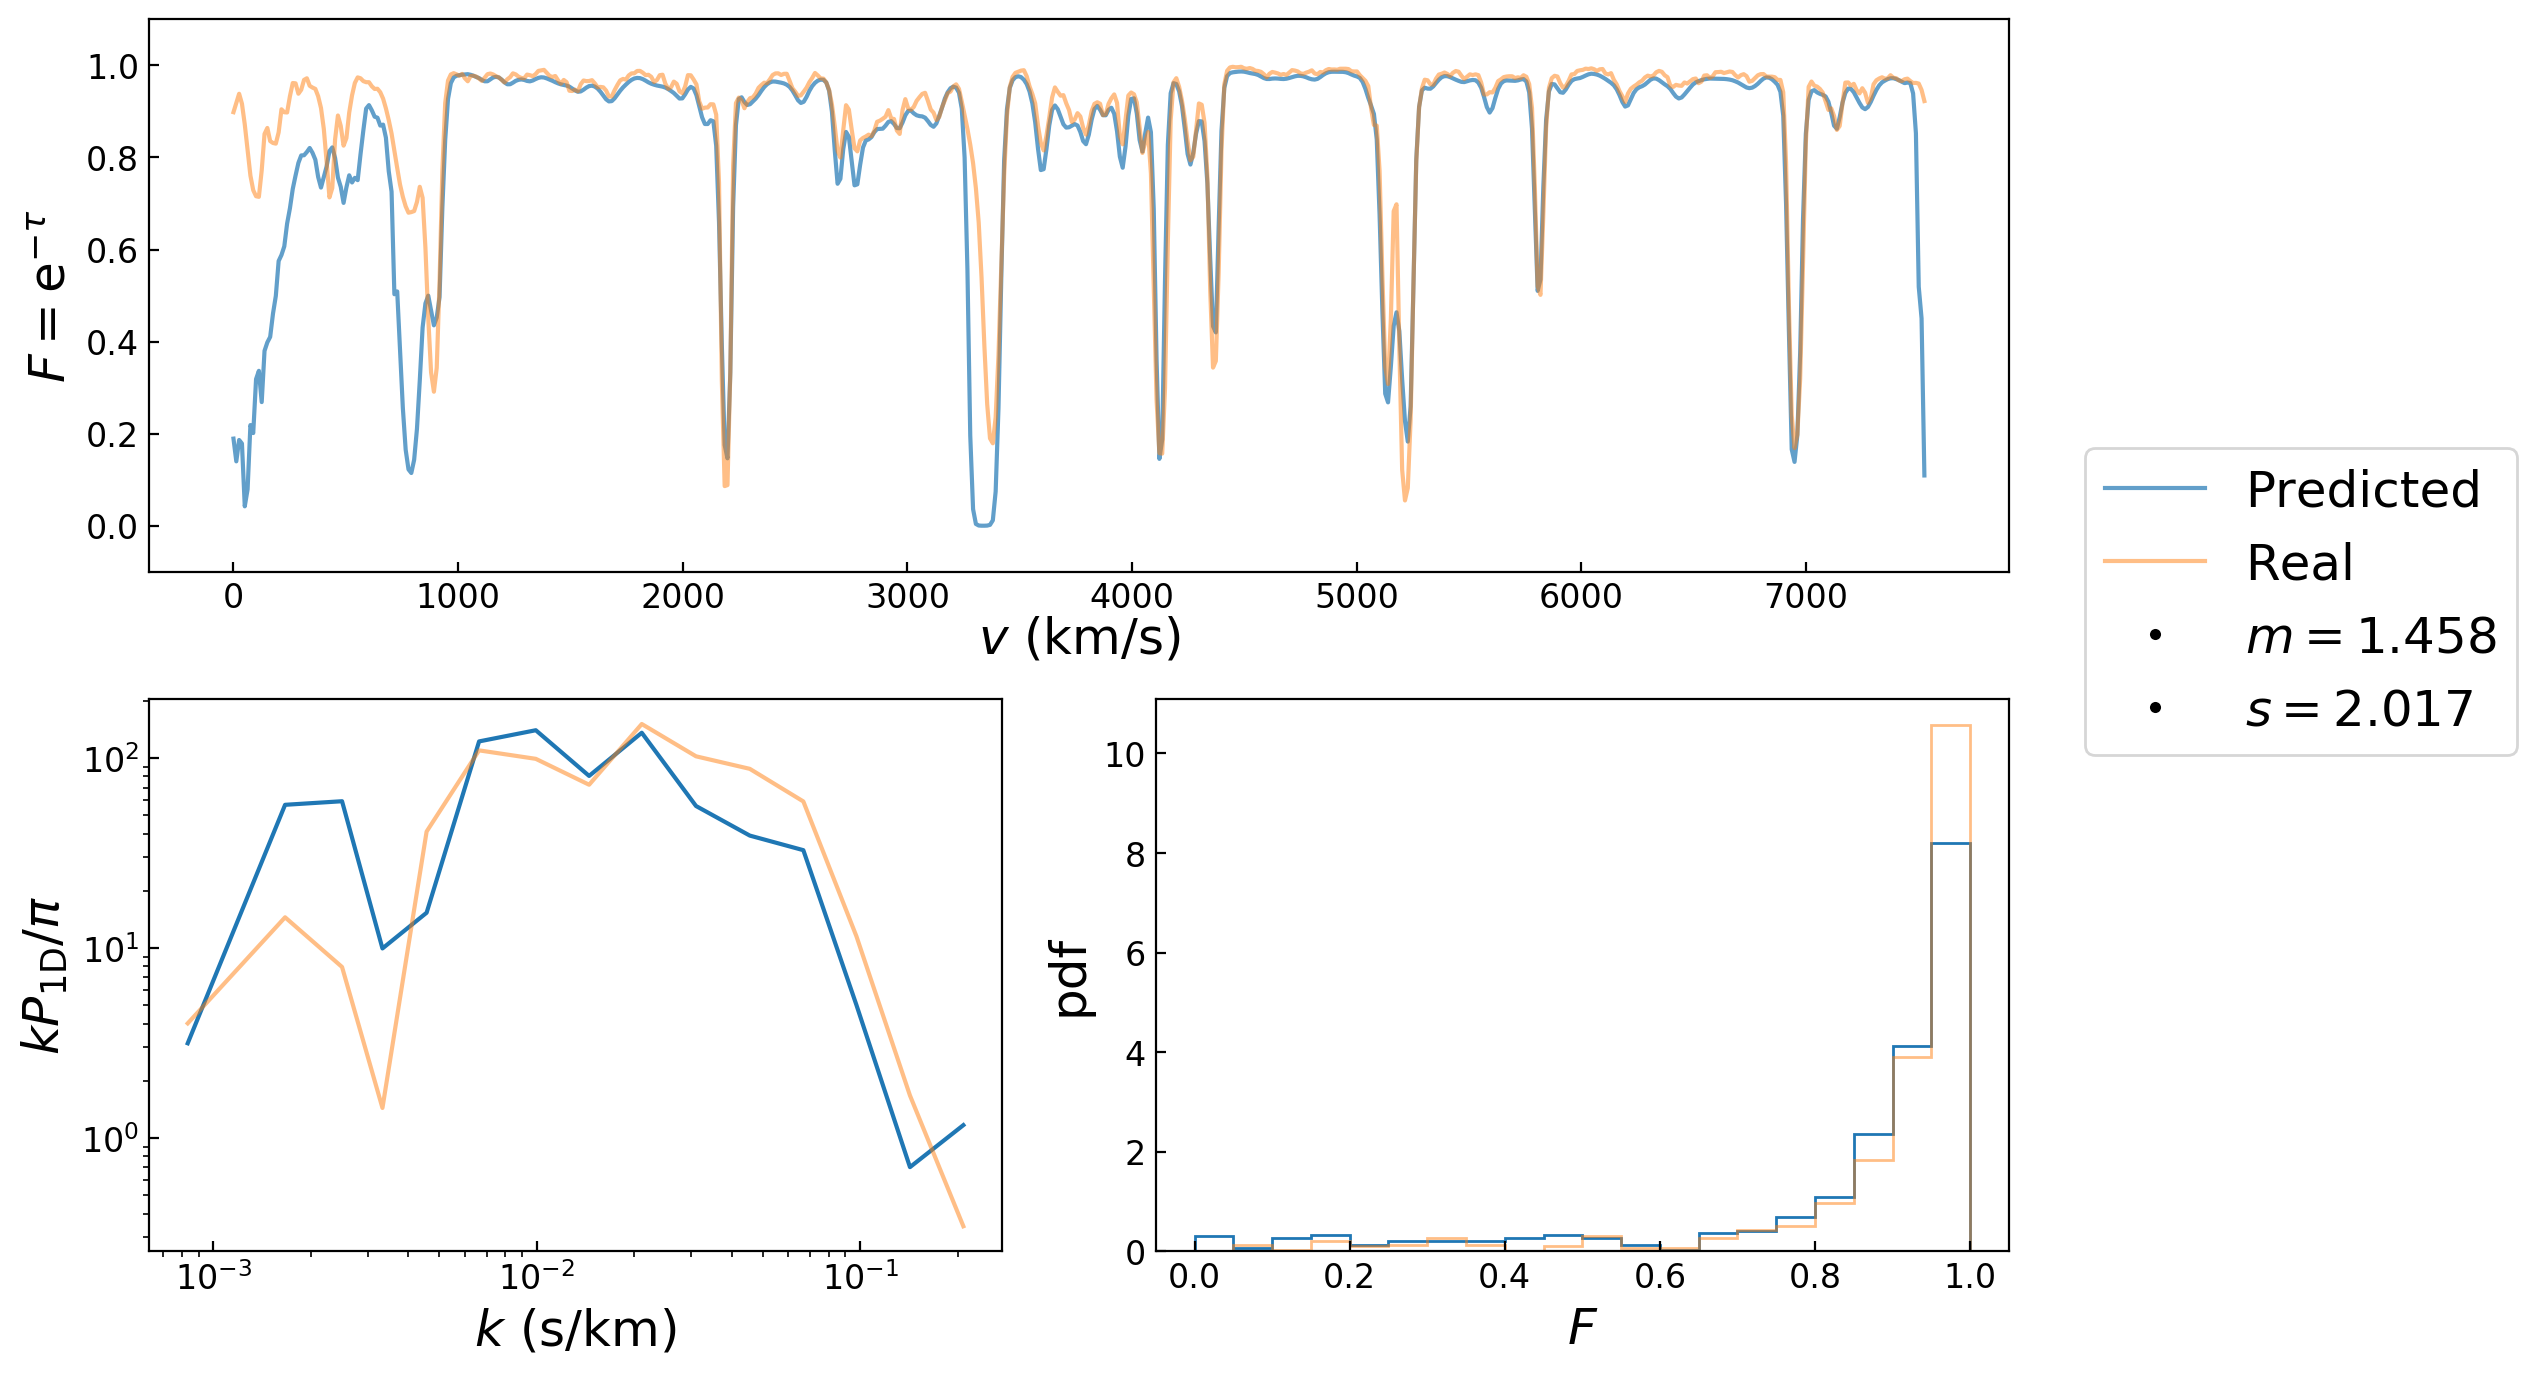 1.0
0.8
0.6
0.4
0.2
0.0
F = e^{−τ}
0 1000 2000 3000 4000 5000 6000 7000
v (km/s)
Predicted
Real
m = 1.458
s = 2.017
10^2
10^1
10^0
kP_{1D}/π
10^{−3} 10^{−2} 10^{−1}
k (s/km)
10
8
6
4
2
0
pdf
0.0 0.2 0.4 0.6 0.8 1.0
F